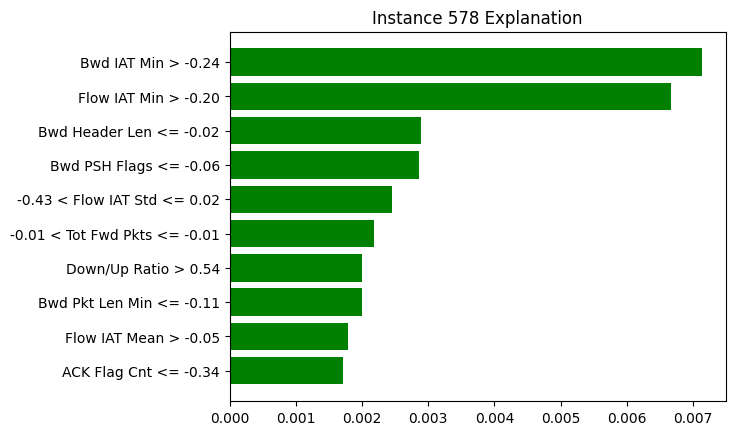 Instance 578 Explanation
Bwd IAT Min > -0.24
Flow IAT Min > -0.20
Bwd Header Len <= -0.02
Bwd PSH Flags <= -0.06
-0.43 < Flow IAT Std <= 0.02
-0.01 < Tot Fwd Pkts <= -0.01
Down/Up Ratio > 0.54
Bwd Pkt Len Min <= -0.11
Flow IAT Mean > -0.05
ACK Flag Cnt <= -0.34
0.000 0.001 0.002 0.003 0.004 0.005 0.006 0.007